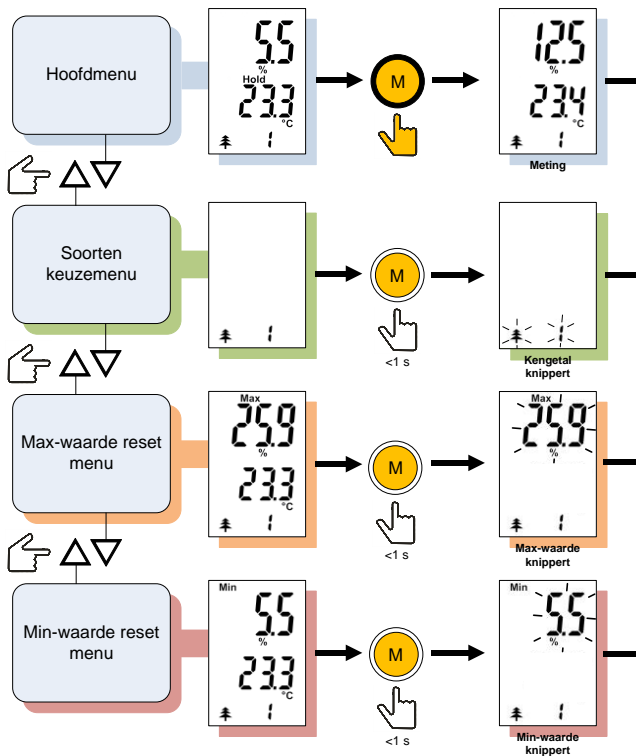 Hoofdmenu
5.5
%
Hold
23.3
°C
1
M
12.5
%
23.4
°C
1
Meting
Soorten
keuzemenu
1
M
<1 s
1
Kengetal
knippert
Max-waarde reset
menu
Max
25.9
%
23.3
°C
1
M
<1 s
Max
25.9
%
1
Max-waarde
knippert
Min-waarde reset
menu
Min
5.5
%
23.3
°C
1
M
<1 s
Min
5.5
%
1
Min-waarde
knippert